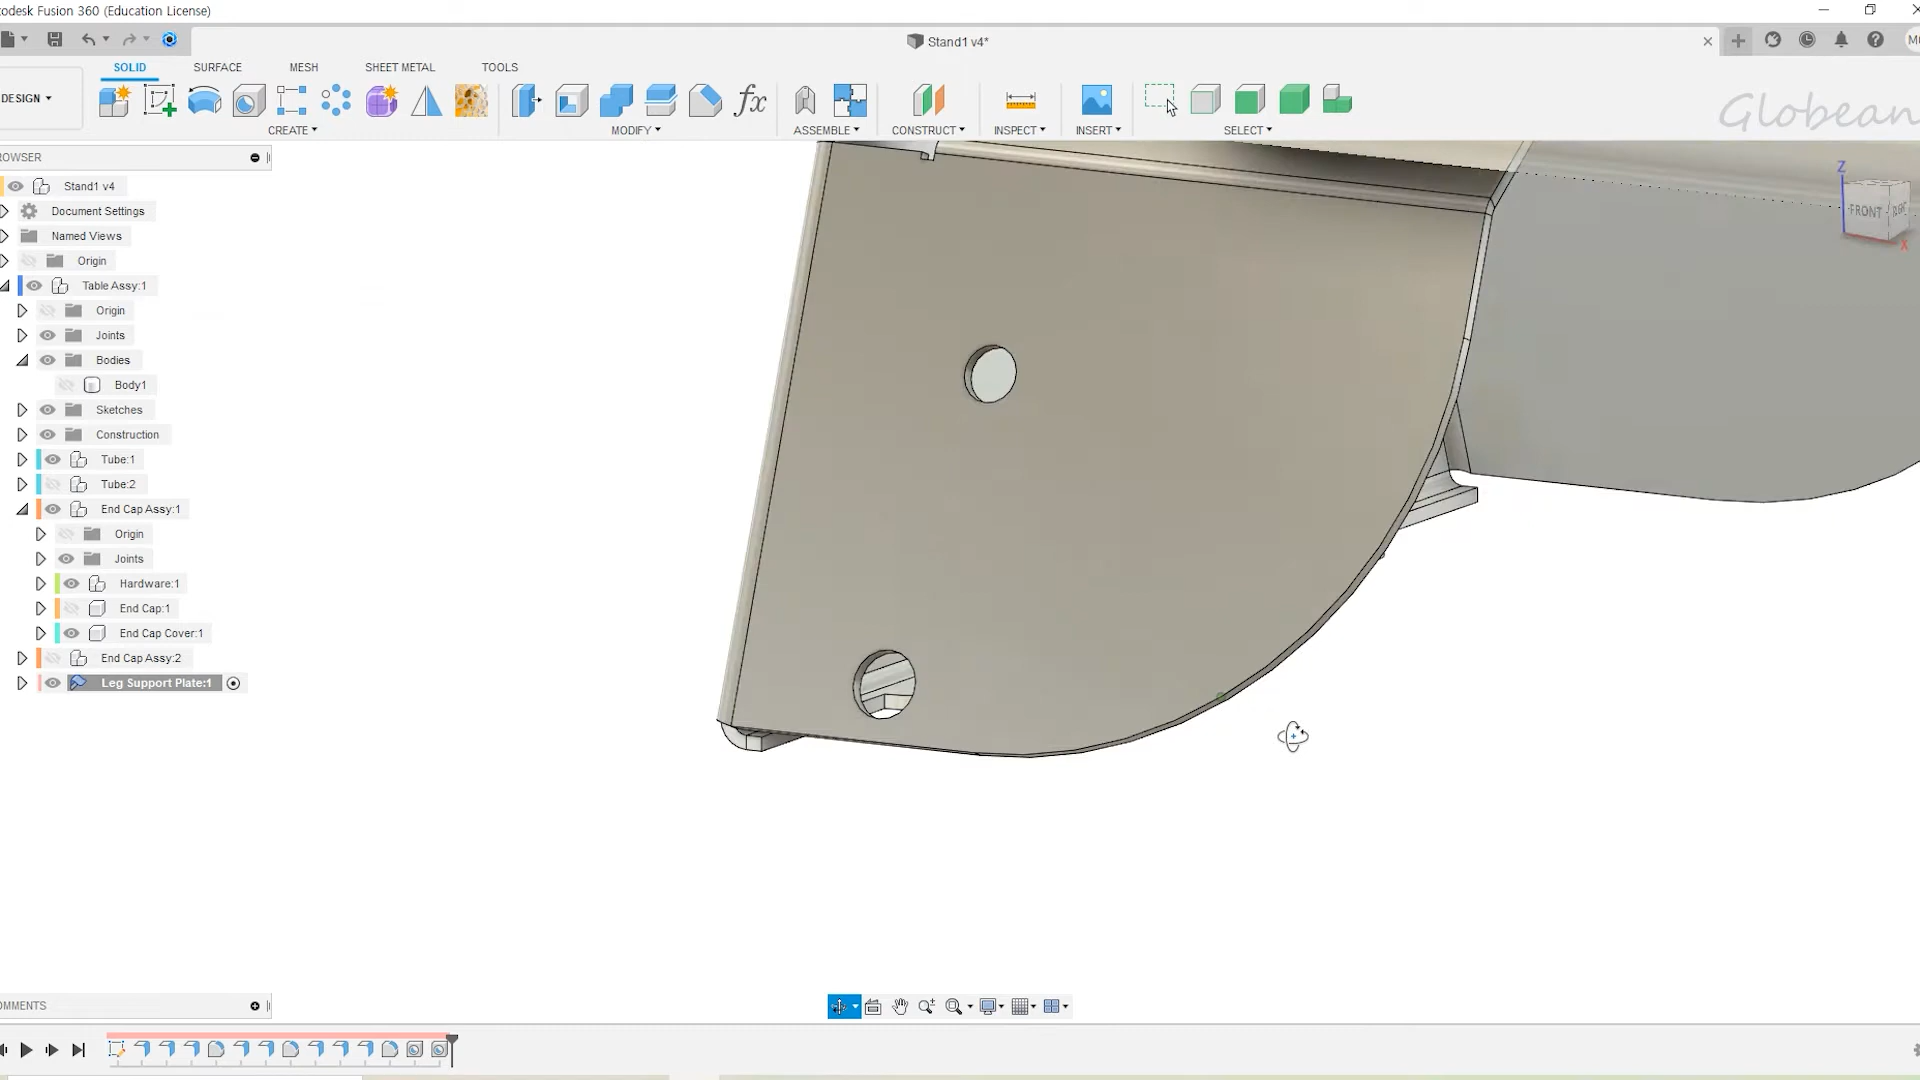 todesk Fusion 360 (Education License)
Stand1 v4*
SOLID SURFACE MESH SHEET METAL TOOLS
DESIGN
CREATE MODIFY ASSEMBLE CONSTRUCT INSPECT INSERT SELECT
fx
Globean
ROWSER
Stand1 v4
Document Settings
Named Views
Origin
Table Assy:1
Origin
Joints
Bodies
Body1
Sketches
Construction
Tube:1
Tube:2
End Cap Assy:1
Origin
Joints
Hardware:1
End Cap:1
End Cap Cover:1
End Cap Assy:2
Leg Support Plate:1
Z
FRONT
X
OMMENTS